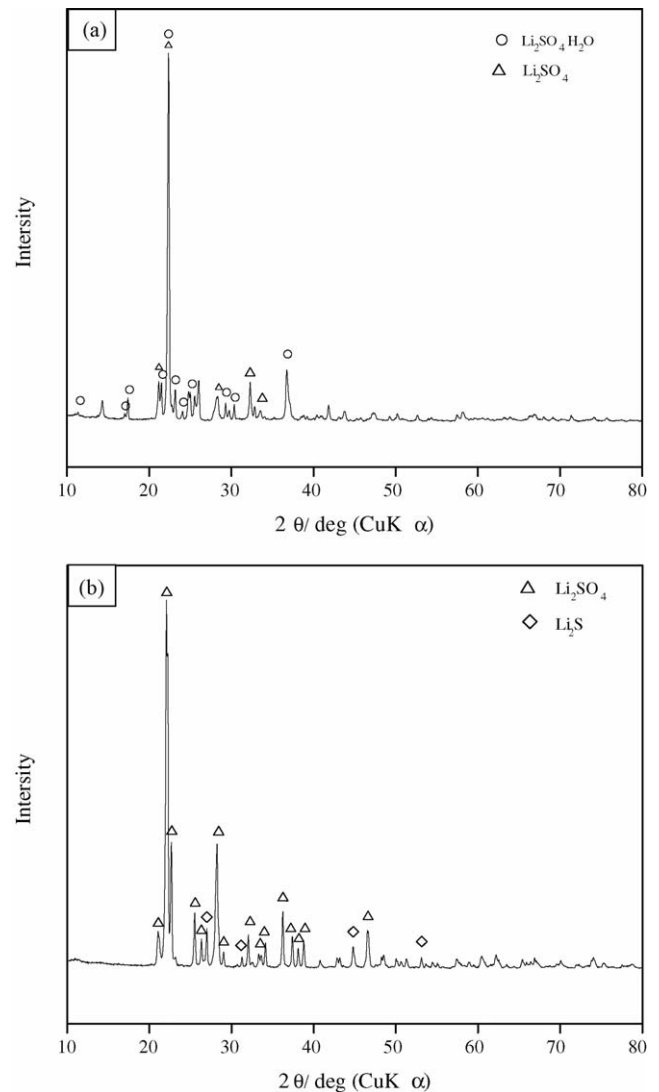 (a)
Li₂SO₄ H₂O
Li₂SO₄
Intersity
10 20 30 40 50 60 70 80
2 θ/ deg (CuK α)
(b)
Li₂SO₄
Li₂S
Intersity
10 20 30 40 50 60 70 80
2 θ/ deg (CuK α)